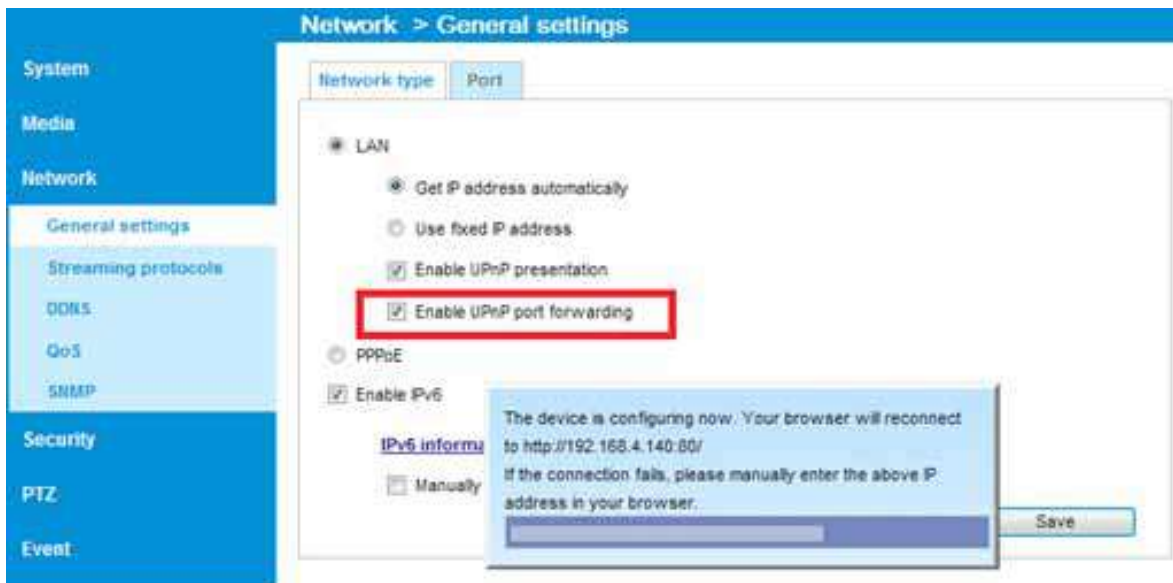 Network > General settings
System
Media
Network
General settings
Streaming protocols
DDNS
QoS
SNMP
Security
PTZ
Event
Network type
Port
LAN
Get IP address automatically
Use fixed IP address
Enable UPnP presentation
Enable UPnP port forwarding
PPPoE
Enable IPv6
IPv6 informa
Manually
The device is configuring now. Your browser will reconnect
to http://192.168.4.140:80/
If the connection fails, please manually enter the above IP
address in your browser.
Save